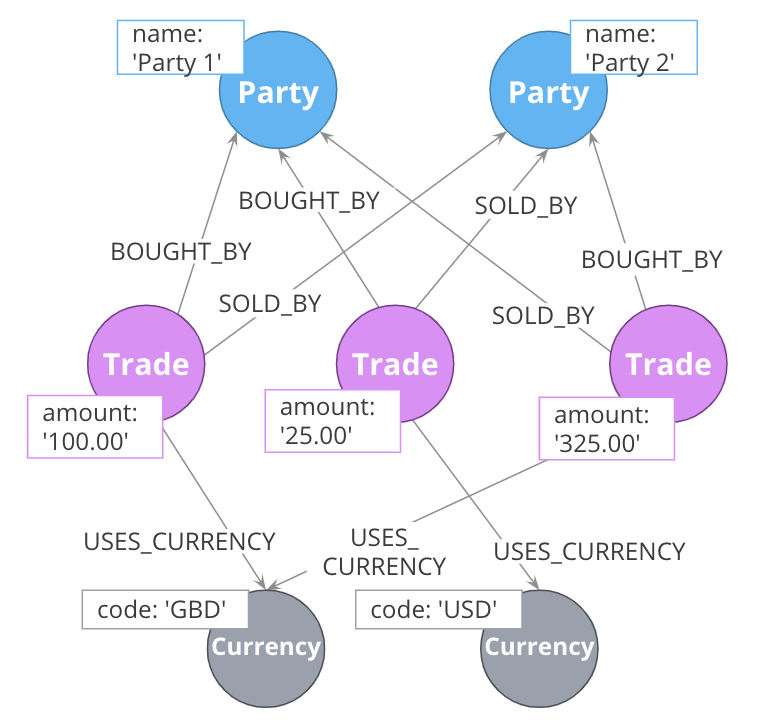 name:
'Party 1'
Party
name:
'Party 2'
Party
BOUGHT_BY
SOLD_BY
BOUGHT_BY
BOUGHT_BY
SOLD_BY
SOLD_BY
Trade
amount:
'100.00'
Trade
amount:
'25.00'
Trade
amount:
'325.00'
USES_CURRENCY
USES_
CURRENCY
USES_CURRENCY
code: 'GBD'
Currency
code: 'USD'
Currency